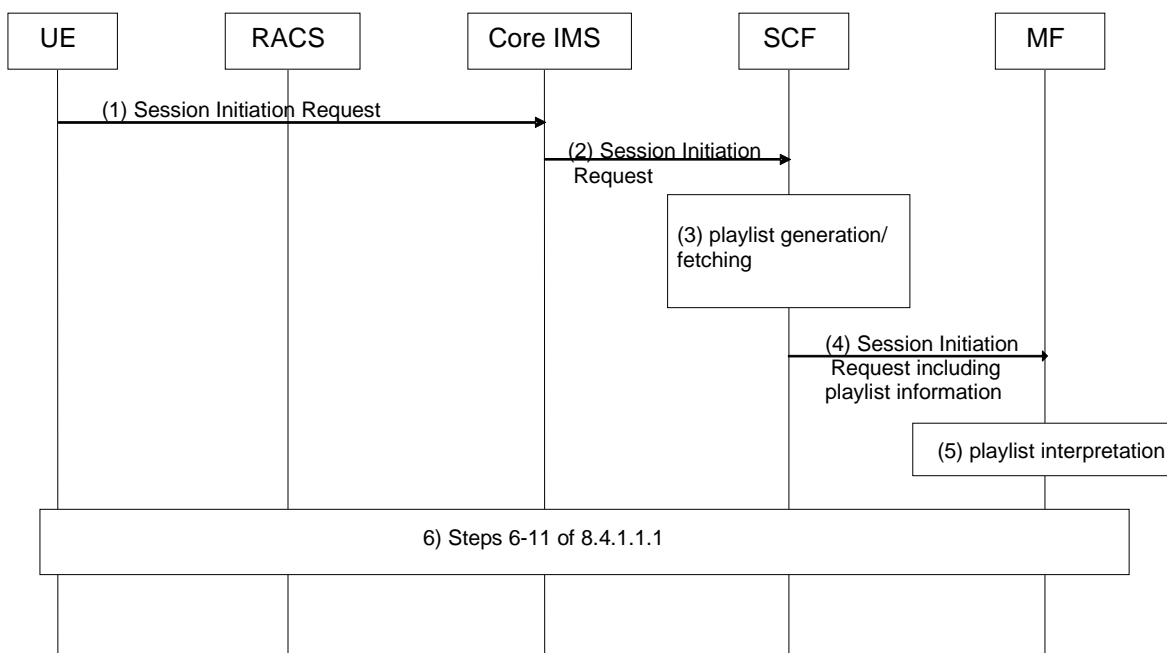 UE
RACS
Core IMS
SCF
MF
(1) Session Initiation Request
(2) Session Initiation
Request
(3) playlist generation/
fetching
(4) Session Initiation
Request including
playlist information
(5) playlist interpretation
6) Steps 6-11 of 8.4.1.1.1